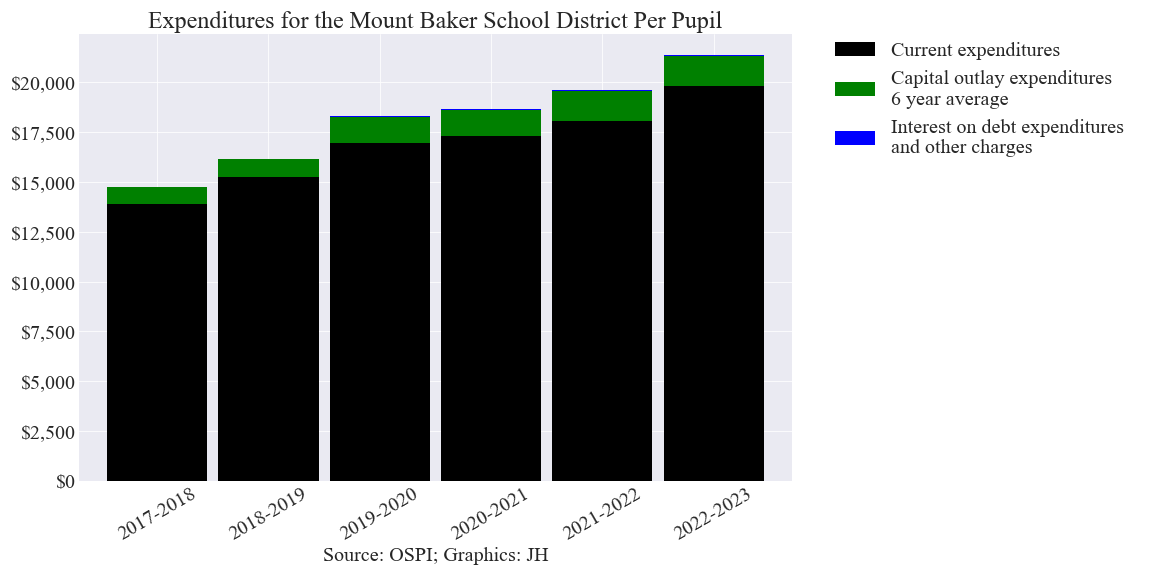 Expenditures for the Mount Baker School District Per Pupil
$20,000
$17,500
$15,000
$12,500
$10,000
$7,500
$5,000
$2,500
$0
2017-2018
2018-2019
2019-2020
2020-2021
2021-2022
2022-2023
Source: OSPI; Graphics: JH
Current expenditures
Capital outlay expenditures
6 year average
Interest on debt expenditures
and other charges